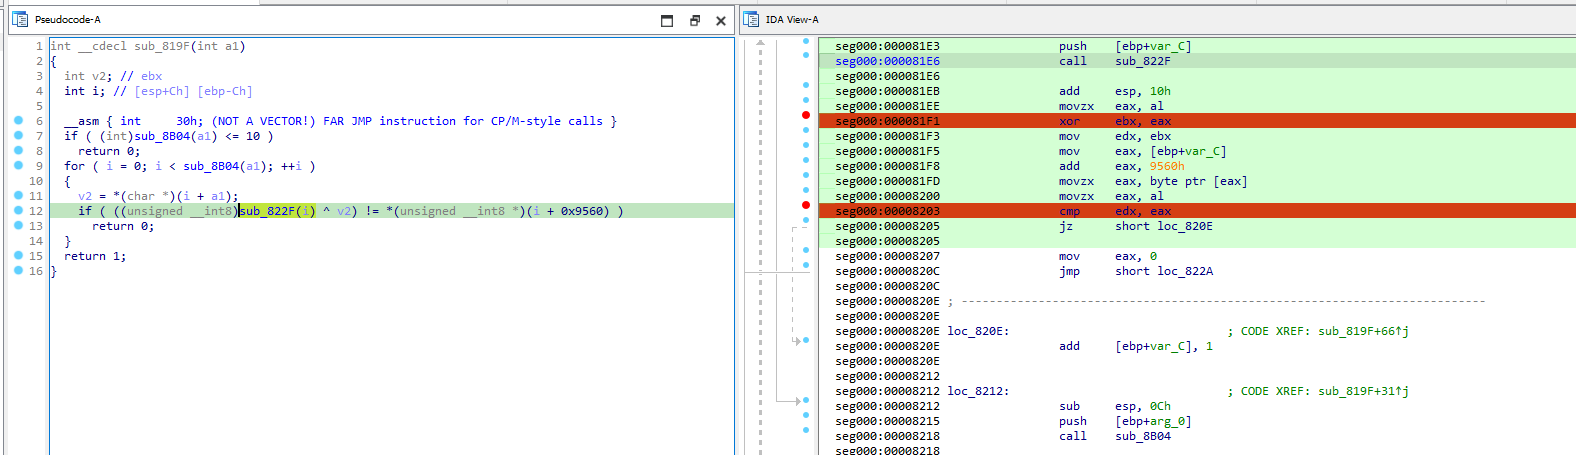 Pseudocode-A
1 int __cdecl sub_819F(int a1)
2 {
3 int v2; // ebx
4 int i; // [esp+Ch] [ebp-Ch]
5
6 __asm { int 30h; (NOT A VECTOR!) FAR JMP instruction for CP/M-style calls }
7 if ( (int)sub_8B04(a1) <= 10 )
8 return 0;
9 for ( i = 0; i < sub_8B04(a1); ++i )
10 {
11 v2 = *(char *)(i + a1);
12 if ( ((unsigned __int8)sub_822F(i) ^ v2) != *(unsigned __int8 *)(i + 0x9560) )
13 return 0;
14 }
15 return 1;
16 }
IDA View-A
seg000:000081E3 push [ebp+var_C]
seg000:000081E6 call sub_822F
seg000:000081E6
seg000:000081EB add esp, 10h
seg000:000081EE movzx eax, al
seg000:000081F1 xor ebx, eax
seg000:000081F3 mov edx, ebx
seg000:000081F5 mov eax, [ebp+var_C]
seg000:000081F8 add eax, 9560h
seg000:000081FD movzx eax, byte ptr [eax]
seg000:00008200 movzx eax, al
seg000:00008203 cmp edx, eax
seg000:00008205 jz short loc_820E
seg000:00008205
seg000:00008207 mov eax, 0
seg000:0000820C jmp short loc_822A
seg000:0000820C
seg000:0000820E ; ---------------------------------------------------------------------------
seg000:0000820E
seg000:0000820E loc_820E: ; CODE XREF: sub_819F+66↑j
seg000:0000820E add [ebp+var_C], 1
seg000:0000820E
seg000:00008212
seg000:00008212 loc_8212: ; CODE XREF: sub_819F+31↑j
seg000:00008212 sub esp, 0Ch
seg000:00008215 push [ebp+arg_0]
seg000:00008218 call sub_8B04
seg000:00008218